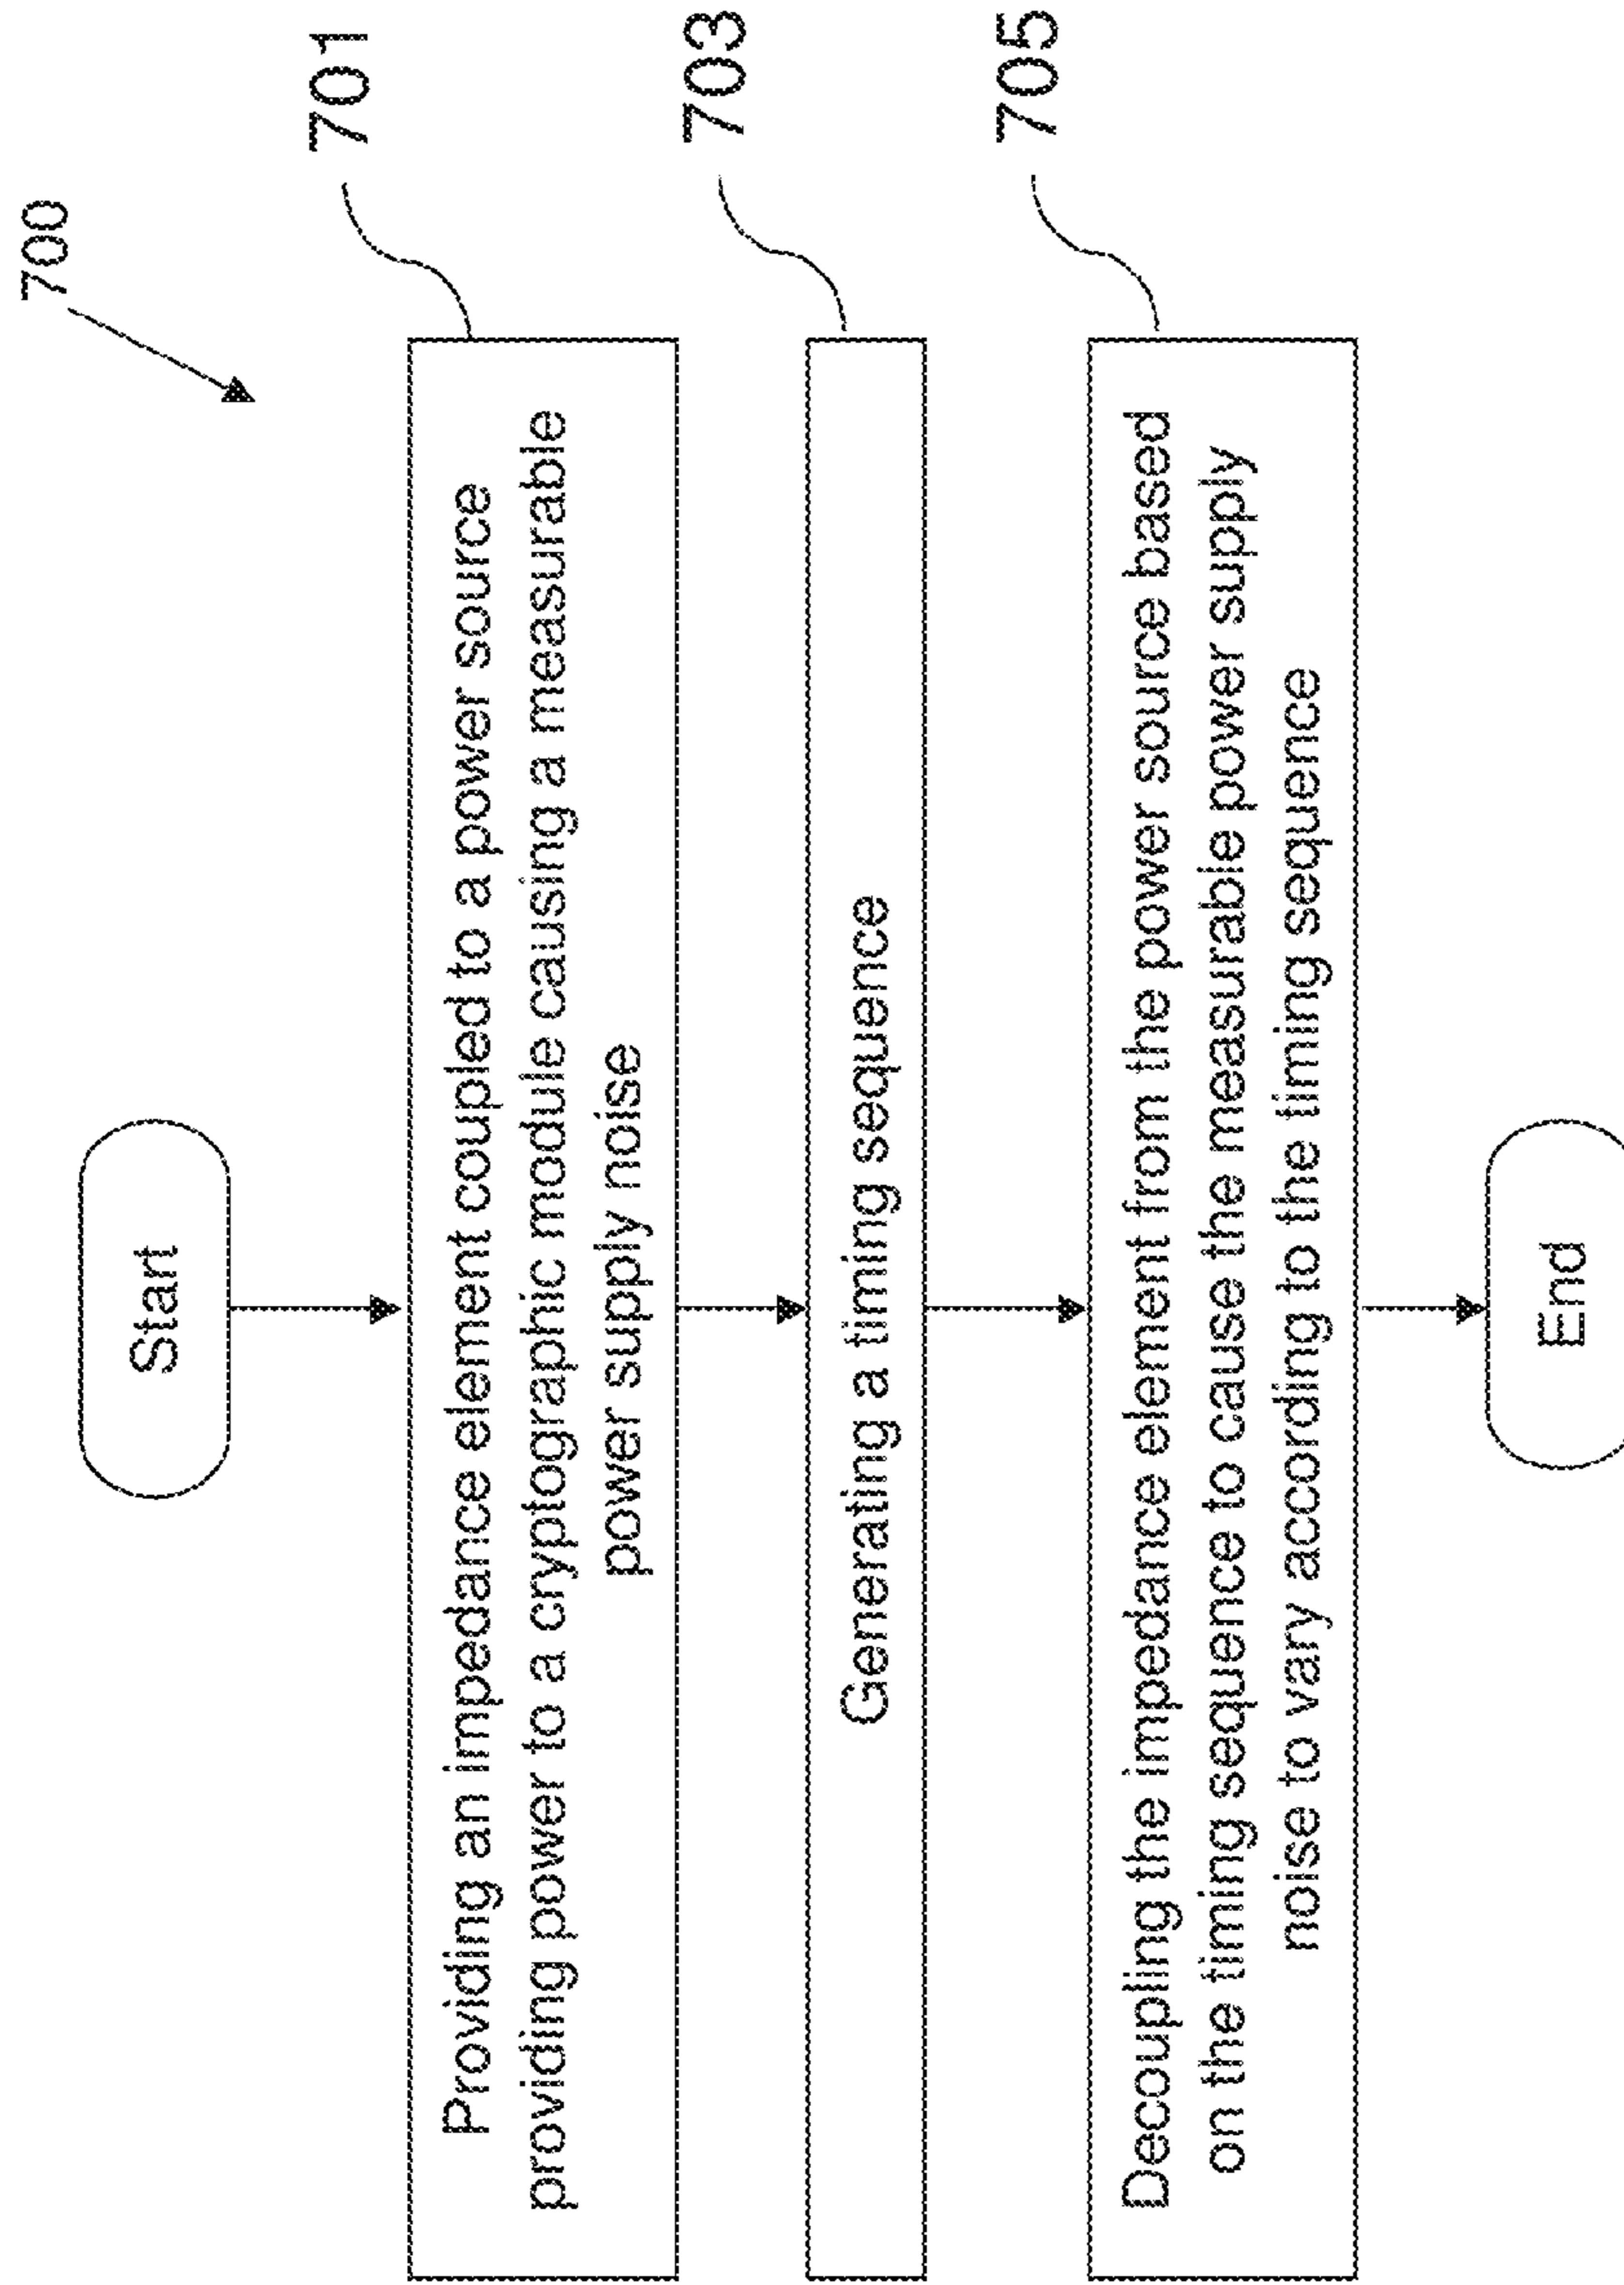 700
Start
701
Providing an impedance element coupled to a power source
providing power to a cryptographic module causing a measurable
power supply noise
703
Generating a timing sequence
705
Decoupling the impedance element from the power source based
on the timing sequence to cause the measurable power supply
noise to vary according to the timing sequence
End